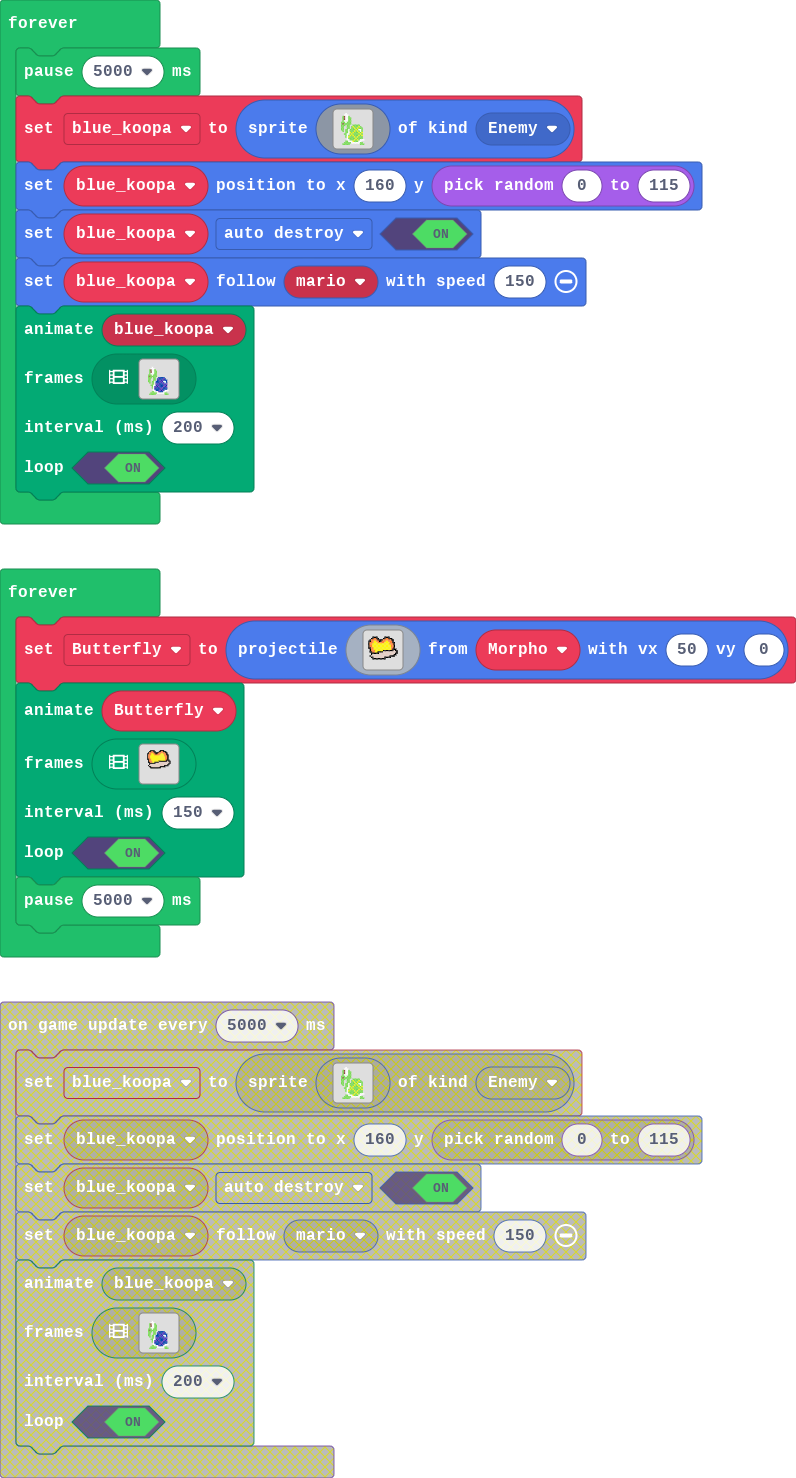 forever
pause 5000 ms
set blue_koopa to sprite of kind Enemy
set blue_koopa position to x 160 y pick random 0 to 115
set blue_koopa auto destroy ON
set blue_koopa follow mario with speed 150
animate blue_koopa
frames
interval (ms) 200
loop ON
forever
set Butterfly to projectile from Morpho with vx 50 vy 0
animate Butterfly
frames
interval (ms) 150
loop ON
pause 5000 ms
on game update every 5000 ms
set blue_koopa to sprite of kind Enemy
set blue_koopa position to x 160 y pick random 0 to 115
set blue_koopa auto destroy ON
set blue_koopa follow mario with speed 150
animate blue_koopa
frames
interval (ms) 200
loop ON